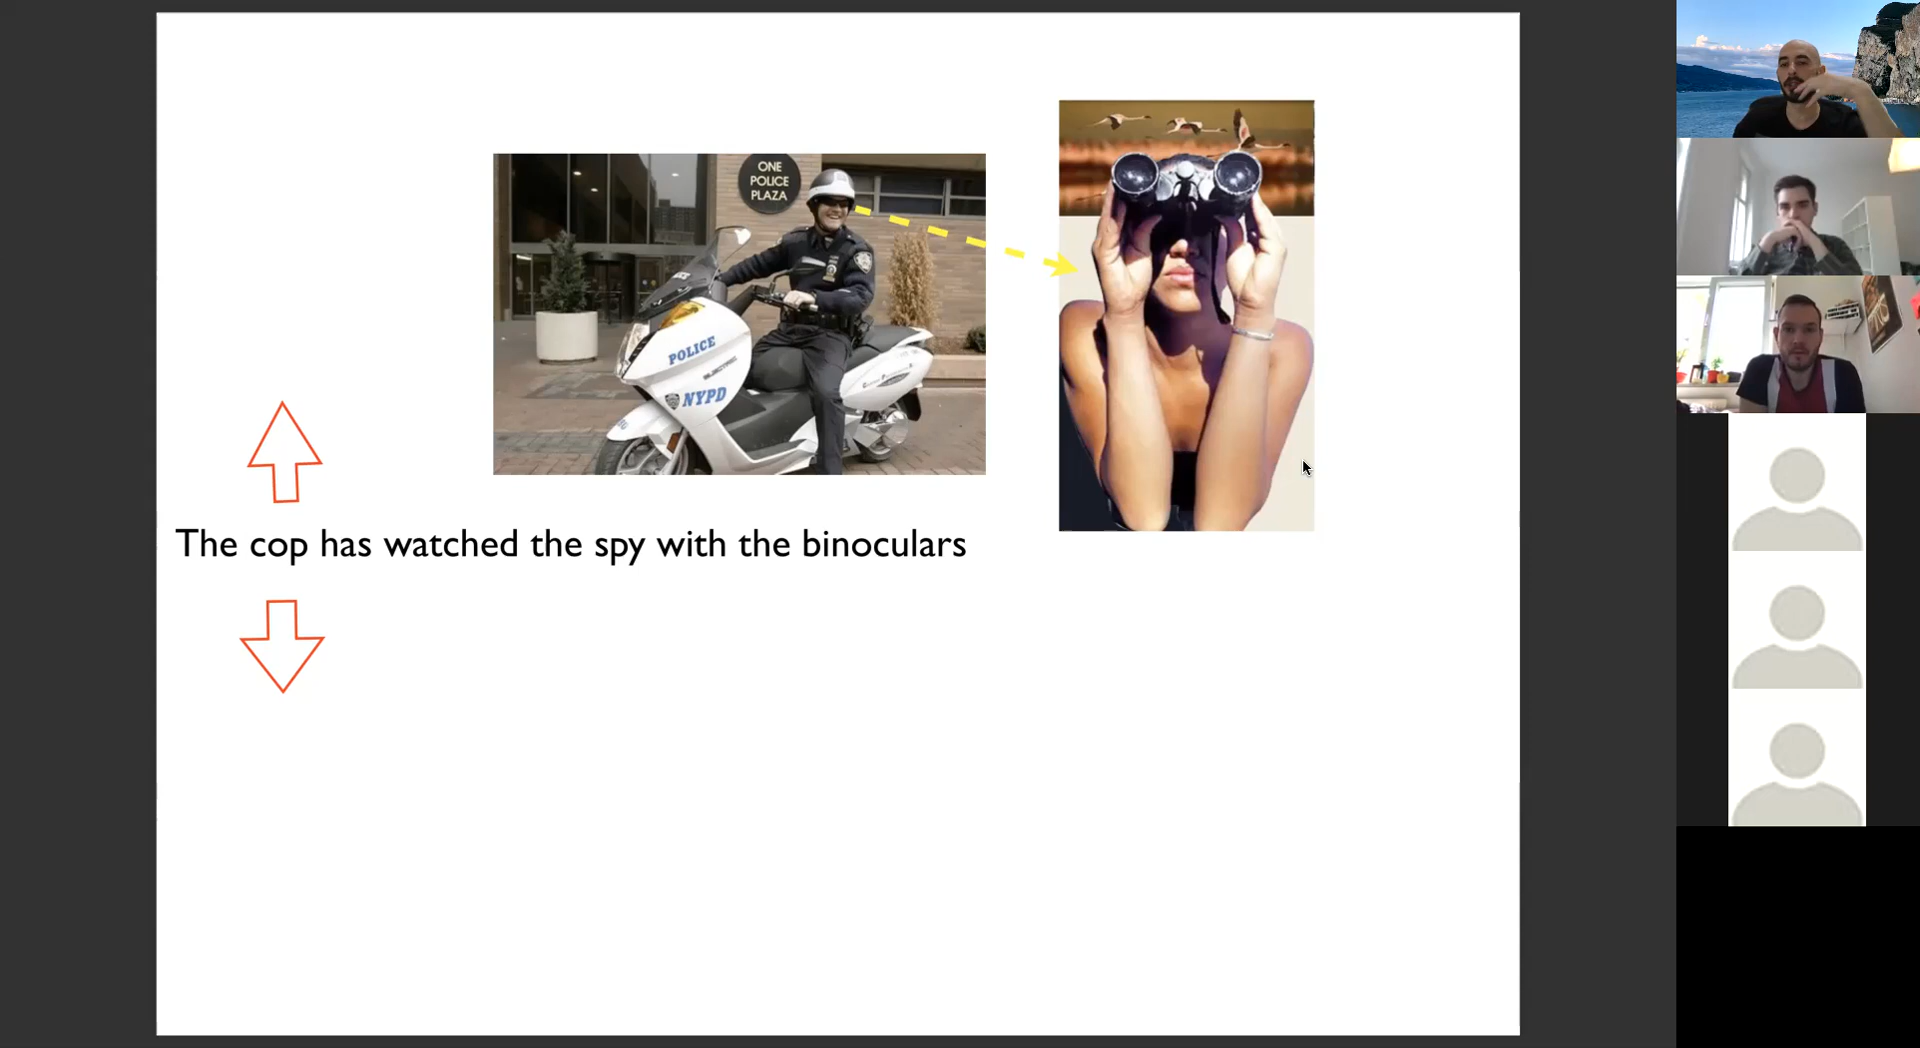 ONE
POLICE
PLAZA
POLICE
NYPD
The cop has watched the spy with the binoculars